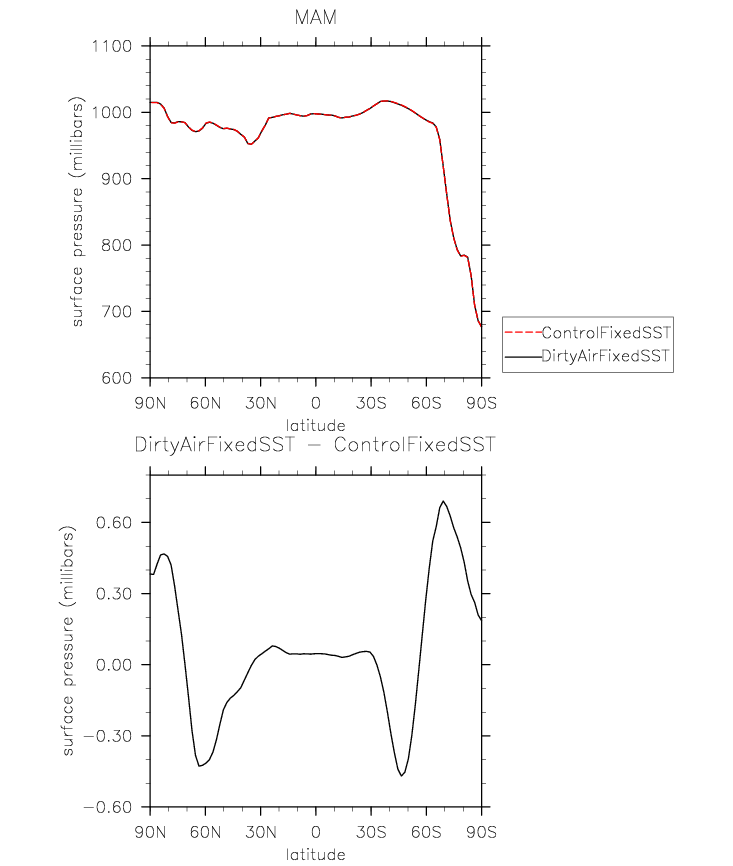 MAM
1100
1000
900
800
700
600
surface pressure (millibars)
90N 60N 30N 0 30S 60S 90S
latitude
ControlFixedSST
DirtyAirFixedSST
DirtyAirFixedSST − ControlFixedSST
0.60
0.30
0.00
−0.30
−0.60
surface pressure (millibars)
90N 60N 30N 0 30S 60S 90S
latitude